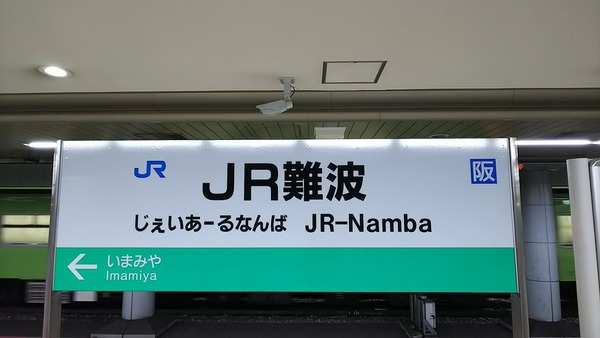 JR
JR難波
阪
じぇいあーるなんば JR-Namba
← いまみや
Imamiya